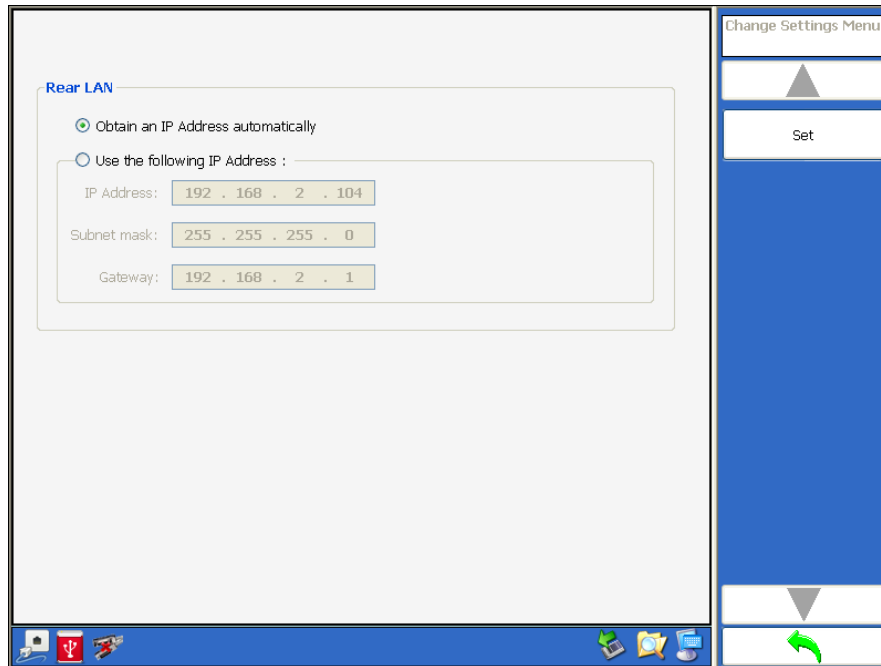 Change Settings Menu
Rear LAN
Obtain an IP Address automatically
Set
Use the following IP Address :
IP Address: 192 . 168 . 2 . 104
Subnet mask: 255 . 255 . 255 . 0
Gateway: 192 . 168 . 2 . 1